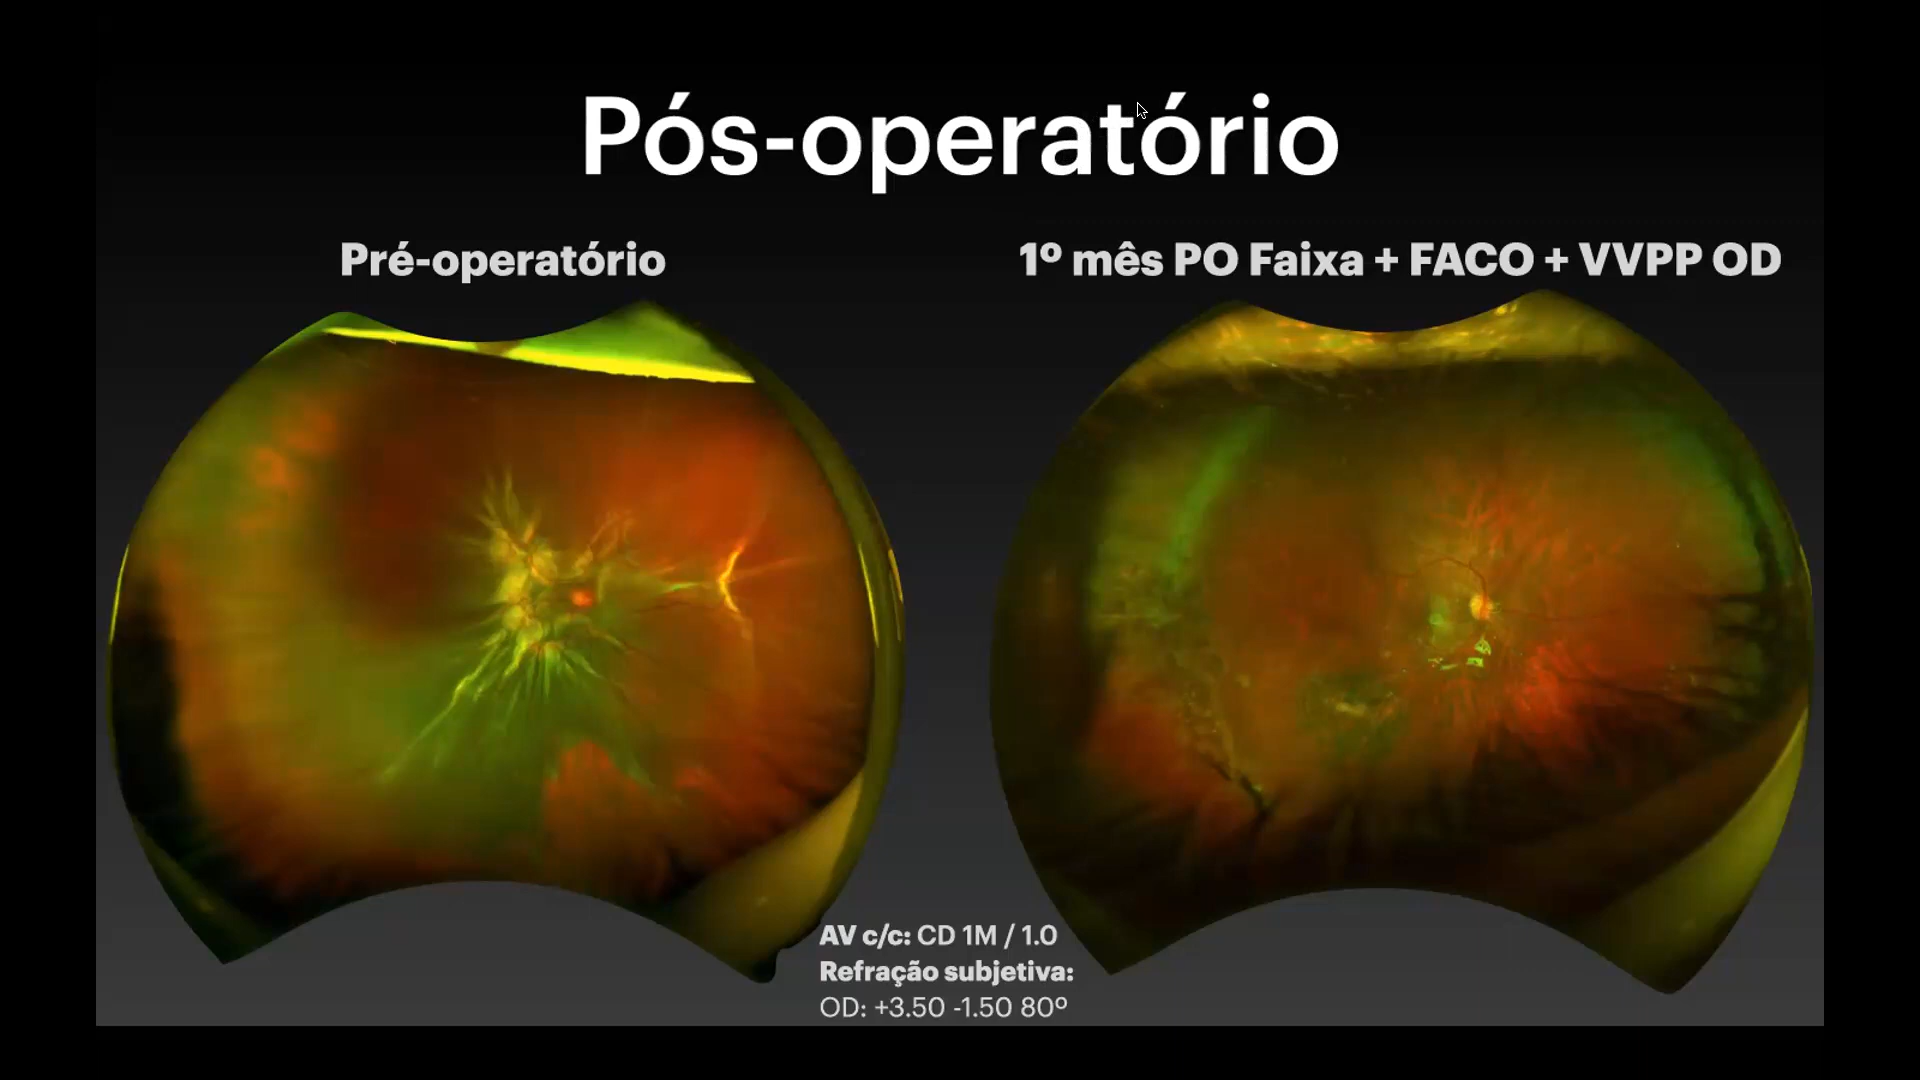 Pós-operatório
Pré-operatório
1º mês PO Faixa + FACO + VVPP OD
AV c/c: CD 1M / 1.0
Refração subjetiva:
OD: +3.50 -1.50 80º